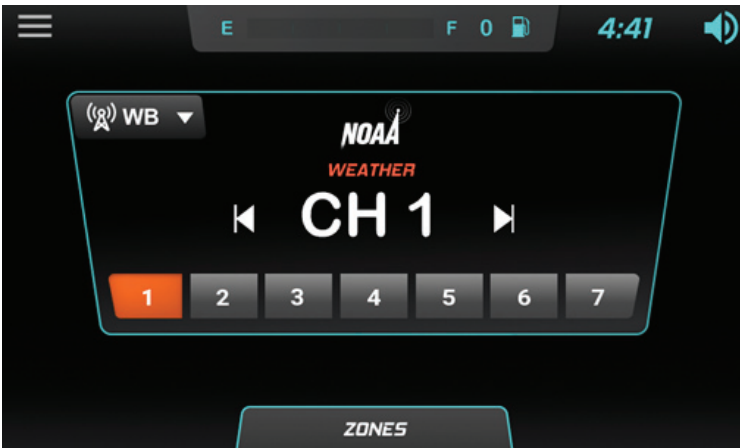 E F 0 4:41
WB
NOAA
WEATHER
CH 1
1 2 3 4 5 6 7
ZONES